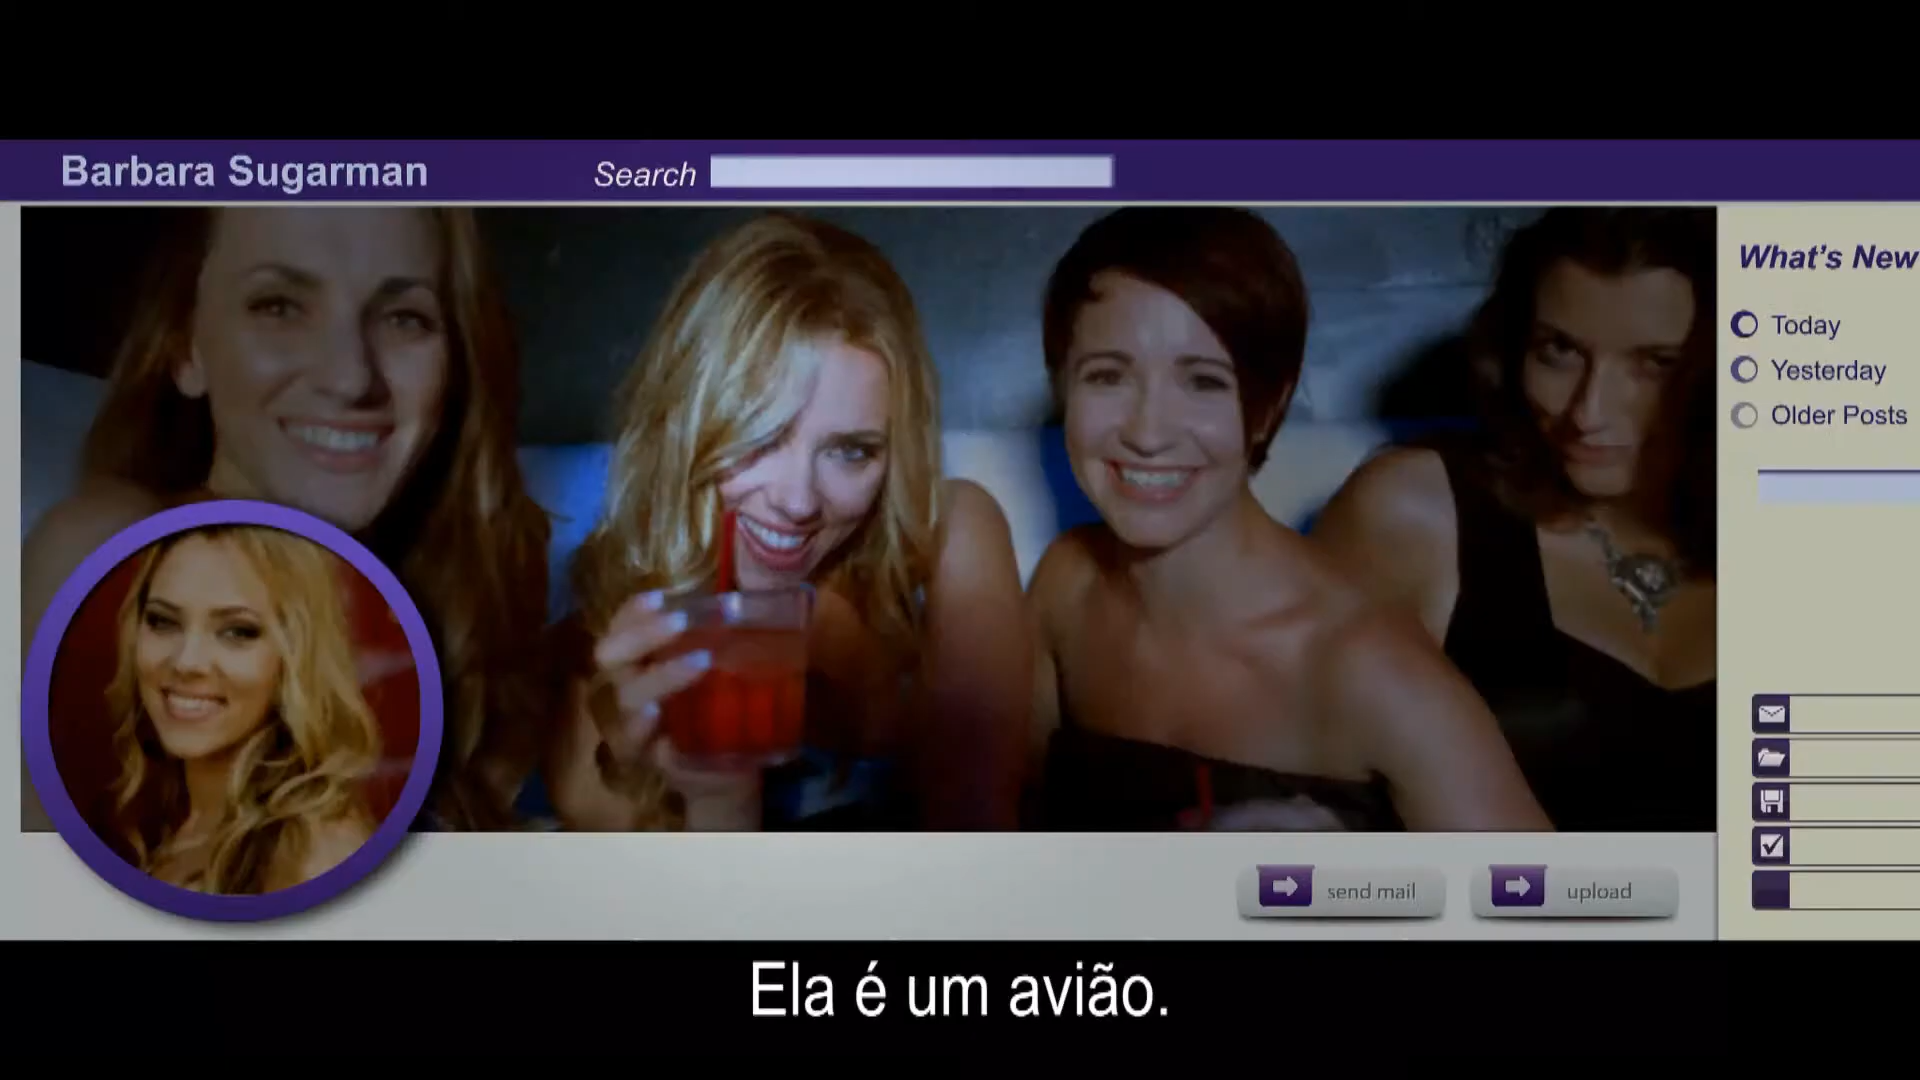 Barbara Sugarman
Search
What's New
Today
Yesterday
Older Posts
send mail
upload
Ela é um avião.